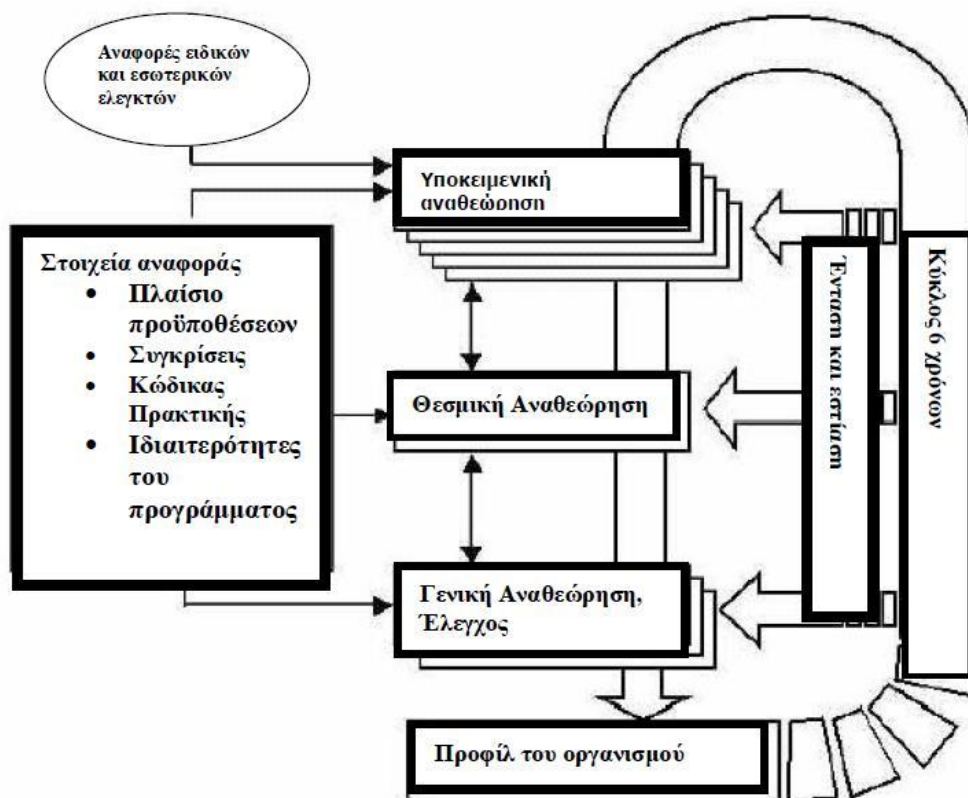 Αναφορές ειδικών
και εσωτερικών
ελεγκτών
Υποκειμενική
αναθεώρηση
Στοιχεία αναφοράς
• Πλαίσιο
προϋποθέσεων
• Συγκρίσεις
• Κώδικας
Πρακτικής
• Ιδιαιτερότητες
του
προγράμματος
Θεσμική Αναθεώρηση
Γενική Αναθεώρηση,
Έλεγχος
Προφίλ του οργανισμού
Ένταση και εστίαση
Κύκλος 6 χρόνων